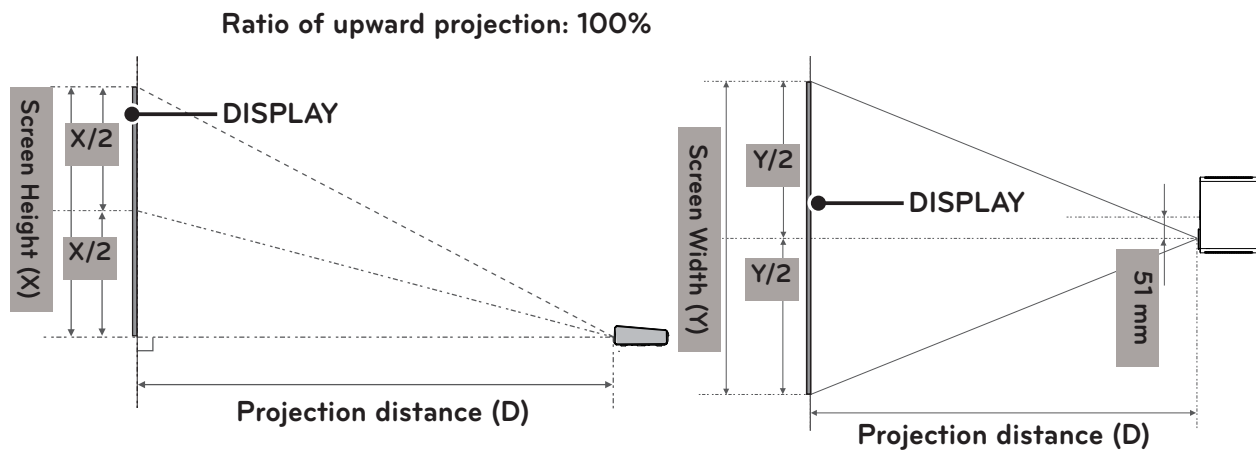 Ratio of upward projection: 100%
Screen Height (X)
X/2
X/2
DISPLAY
Projection distance (D)
Screen Width (Y)
Y/2
Y/2
DISPLAY
51 mm
Projection distance (D)